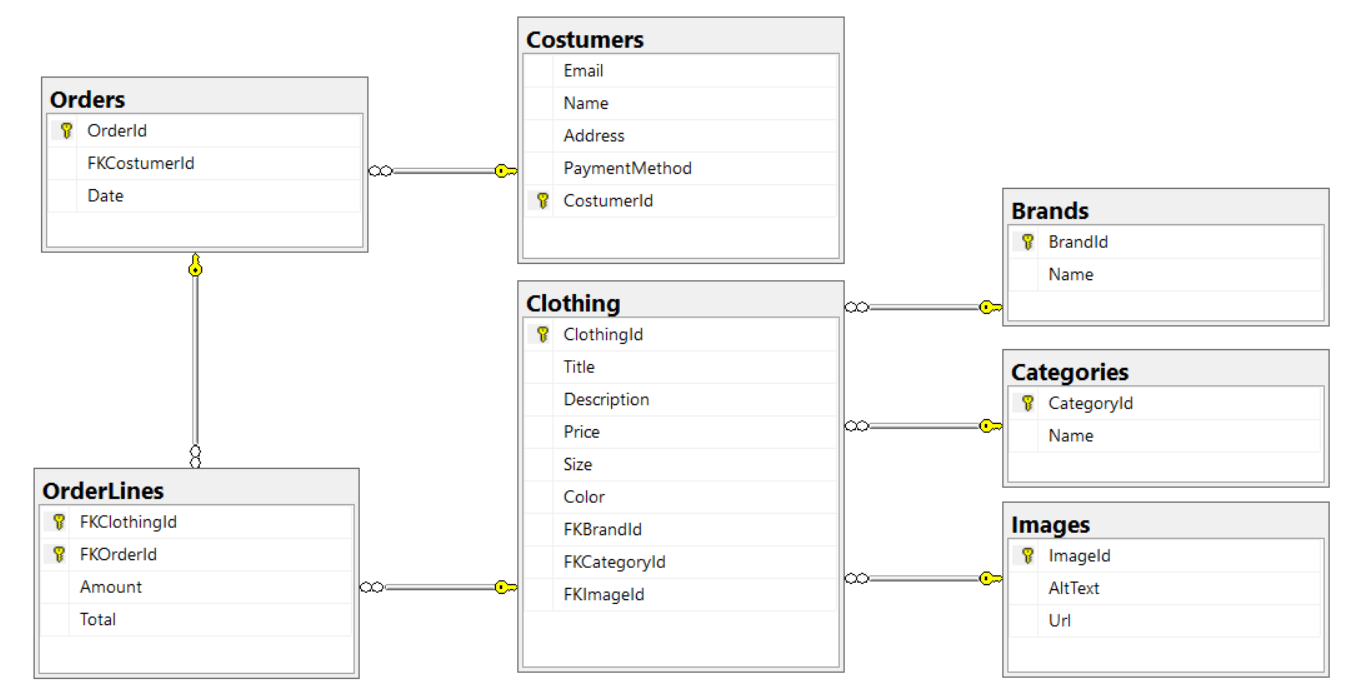 Orders
OrderId
FKCostumerId
Date
Costumers
Email
Name
Address
PaymentMethod
CostumerId
Brands
BrandId
Name
Clothing
ClothingId
Title
Description
Price
Size
Color
FKBrandId
FKCategoryId
FKImageId
Categories
CategoryId
Name
OrderLines
FKClothingId
FKOrderId
Amount
Total
Images
ImageId
AltText
Url